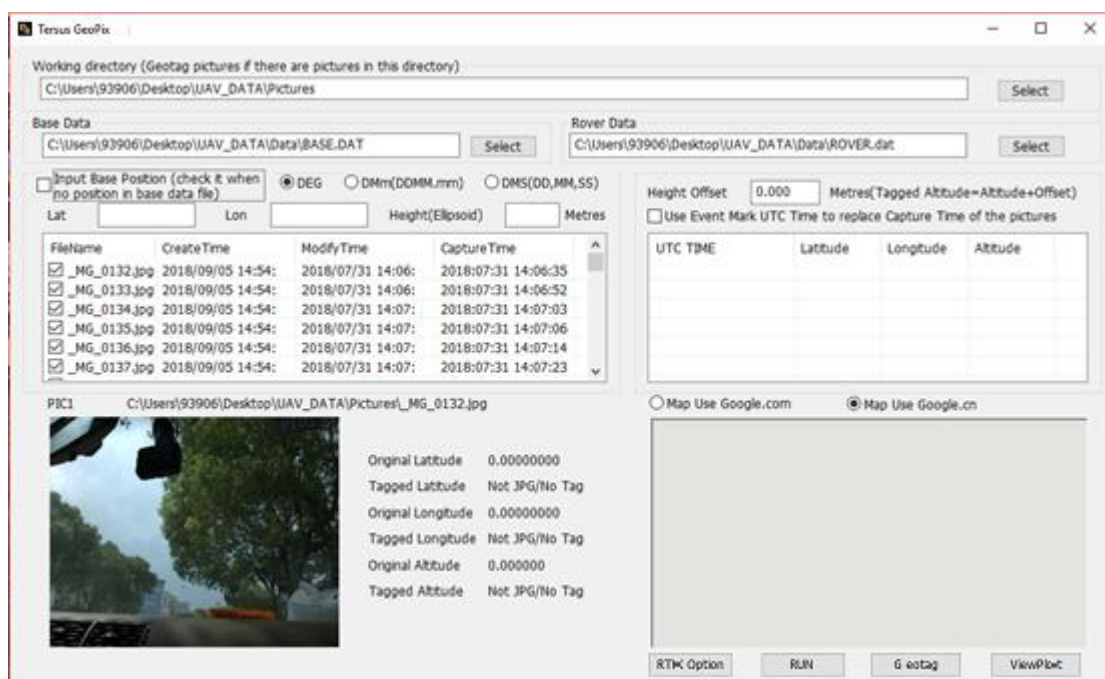 Tersus GeoPix
Working directory (Geotag pictures if there are pictures in this directory)
C:\Users\93906\Desktop\UAV_DATA\Pictures
Select
Base Data
Rover Data
C:\Users\93906\Desktop\UAV_DATA\Data\BASE.DAT
Select
C:\Users\93906\Desktop\UAV_DATA\Data\ROVER.dat
Select
Input Base Postion (check it when
no position in base data file)
DEG
DMm(DDMM.mm)
DMS(DD,MM,SS)
Lat
Lon
Height(Ellipsoid)
Metres
Height Offset 0.000 Metres(Tagged Altitude=Altitude+Offset)
Use Event Mark UTC Time to replace Capture Time of the pictures
FileName CreateTime ModifyTime CaptureTime
_MG_0132.jpg 2018/09/05 14:54: 2018/07/31 14:06: 2018:07:31 14:06:35
_MG_0133.jpg 2018/09/05 14:54: 2018/07/31 14:06: 2018:07:31 14:06:52
_MG_0134.jpg 2018/09/05 14:54: 2018/07/31 14:07: 2018:07:31 14:07:03
_MG_0135.jpg 2018/09/05 14:54: 2018/07/31 14:07: 2018:07:31 14:07:06
_MG_0136.jpg 2018/09/05 14:54: 2018/07/31 14:07: 2018:07:31 14:07:14
_MG_0137.jpg 2018/09/05 14:54: 2018/07/31 14:07: 2018:07:31 14:07:23
UTC TIME Latitude Longitude Altitude
PIC1 C:\Users\93906\Desktop\UAV_DATA\Pictures\_MG_0132.jpg
Map Use Google.com
Map Use Google.cn
Original Latitude 0.00000000
Tagged Latitude Not JPG/No Tag
Original Longitude 0.00000000
Tagged Longitude Not JPG/No Tag
Original Altitude 0.000000
Tagged Altitude Not JPG/No Tag
RTK Option
RUN
Geotag
ViewPlot